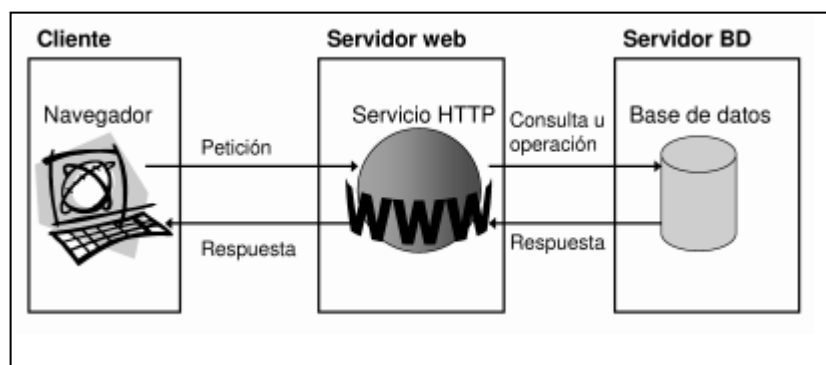 Cliente
Servidor web
Servidor BD
Navegador
Servicio HTTP
Base de datos
Petición
Consulta u
operación
WWW
Respuesta
Respuesta